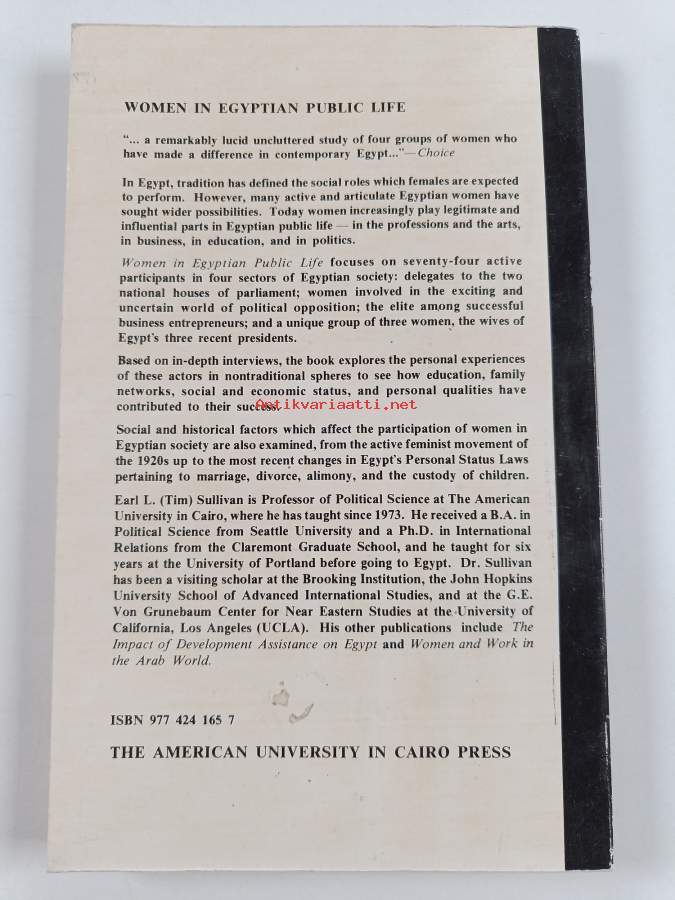 WOMEN IN EGYPTIAN PUBLIC LIFE
“... a remarkably lucid uncluttered study of four groups of women who
have made a difference in contemporary Egypt...”—Choice
In Egypt, tradition has defined the social roles which females are expected
to perform. However, many active and articulate Egyptian women have
sought wider possibilities. Today women increasingly play legitimate and
influential parts in Egyptian public life — in the professions and the arts,
in business, in education, and in politics.
Women in Egyptian Public Life focuses on seventy-four active
participants in four sectors of Egyptian society: delegates to the two
national houses of parliament; women involved in the exciting and
uncertain world of political opposition; the elite among successful
business entrepreneurs; and a unique group of three women, the wives of
Egypt's three recent presidents.
Based on in-depth interviews, the book explores the personal experiences
of these actors in nontraditional spheres to see how education, family
networks, social and economic status, and personal qualities have
contributed to their success.
Antikvariaatti.net
Social and historical factors which affect the participation of women in
Egyptian society are also examined, from the active feminist movement of
the 1920s up to the most recent changes in Egypt's Personal Status Laws
pertaining to marriage, divorce, alimony, and the custody of children.
Earl L. (Tim) Sullivan is Professor of Political Science at The American
University in Cairo, where he has taught since 1973. He received a B.A. in
Political Science from Seattle University and a Ph.D. in International
Relations from the Claremont Graduate School, and he taught for six
years at the University of Portland before going to Egypt. Dr. Sullivan
has been a visiting scholar at the Brooking Institution, the John Hopkins
University School of Advanced International Studies, and at the G.E.
Von Grunebaum Center for Near Eastern Studies at the University of
California, Los Angeles (UCLA). His other publications include The
Impact of Development Assistance on Egypt and Women and Work in
the Arab World.
ISBN 977 424 165 7
THE AMERICAN UNIVERSITY IN CAIRO PRESS